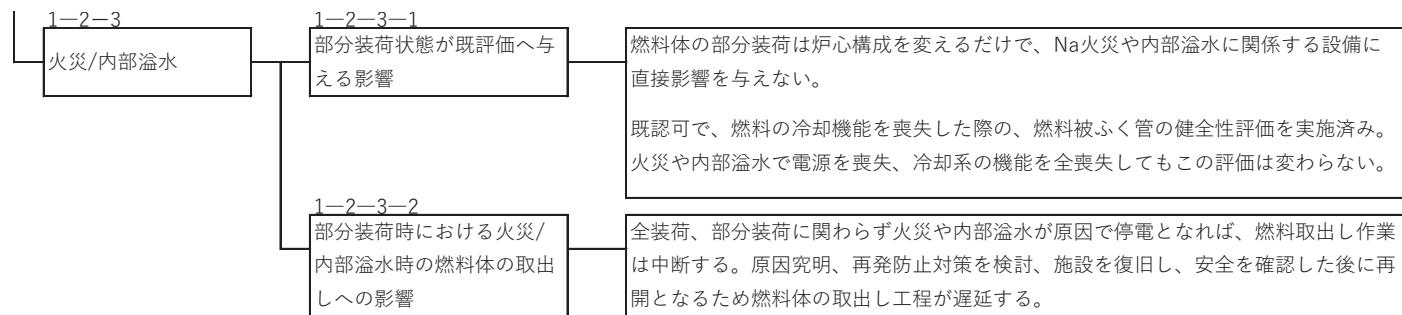 1―2ー3
火災/内部溢水
1―2―3―1
部分装荷状態が既評価へ与
える影響
燃料体の部分装荷は炉心構成を変えるだけで、Na火災や内部溢水に関係する設備に
直接影響を与えない。
既認可で、燃料の冷却機能を喪失した際の、燃料被ふく管の健全性評価を実施済み。
火災や内部溢水で電源を喪失、冷却系の機能を全喪失してもこの評価は変わらない。
1―2―3―2
部分装荷時における火災/
内部溢水時の燃料体の取出
しへの影響
全装荷、部分装荷に関わらず火災や内部溢水が原因で停電となれば、燃料取出し作業
は中断する。原因究明、再発防止対策を検討、施設を復旧し、安全を確認した後に再
開となるため燃料体の取出し工程が遅延する。